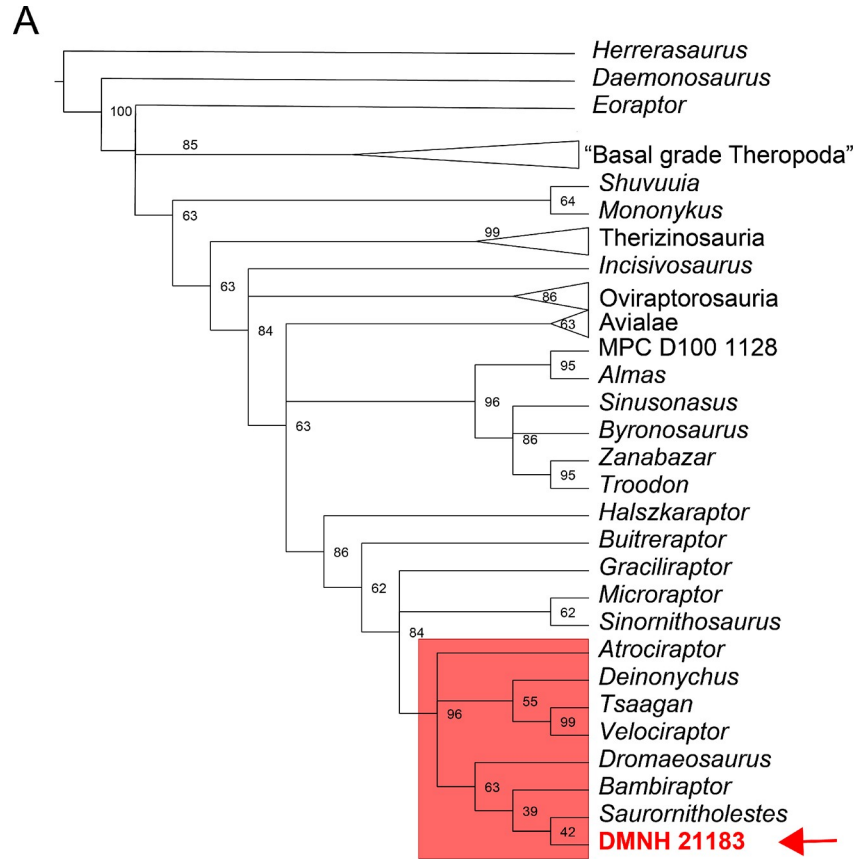 A
Herrerasaurus
Daemonosaurus
100
Eoraptor
85
“Basal grade Theropoda”
Shuvuuia
64
63
Mononykus
99
Therizinosauria
63
Incisivosaurus
86
Oviraptorosauria
84
63
Avialae
MPC D100 1128
95
Almas
96
Sinusonasus
63
Byronosaurus
86
Zanabazar
95
Troodon
Halszkaraptor
86
Buitreraptor
62
Graciliraptor
Microraptor
62
Sinornithosaurus
84
Atrociraptor
Deinonychus
55
Tsaagan
96
99
Velociraptor
Dromaeosaurus
63
Bambiraptor
39
Saurornitholestes
42
DMNH 21183